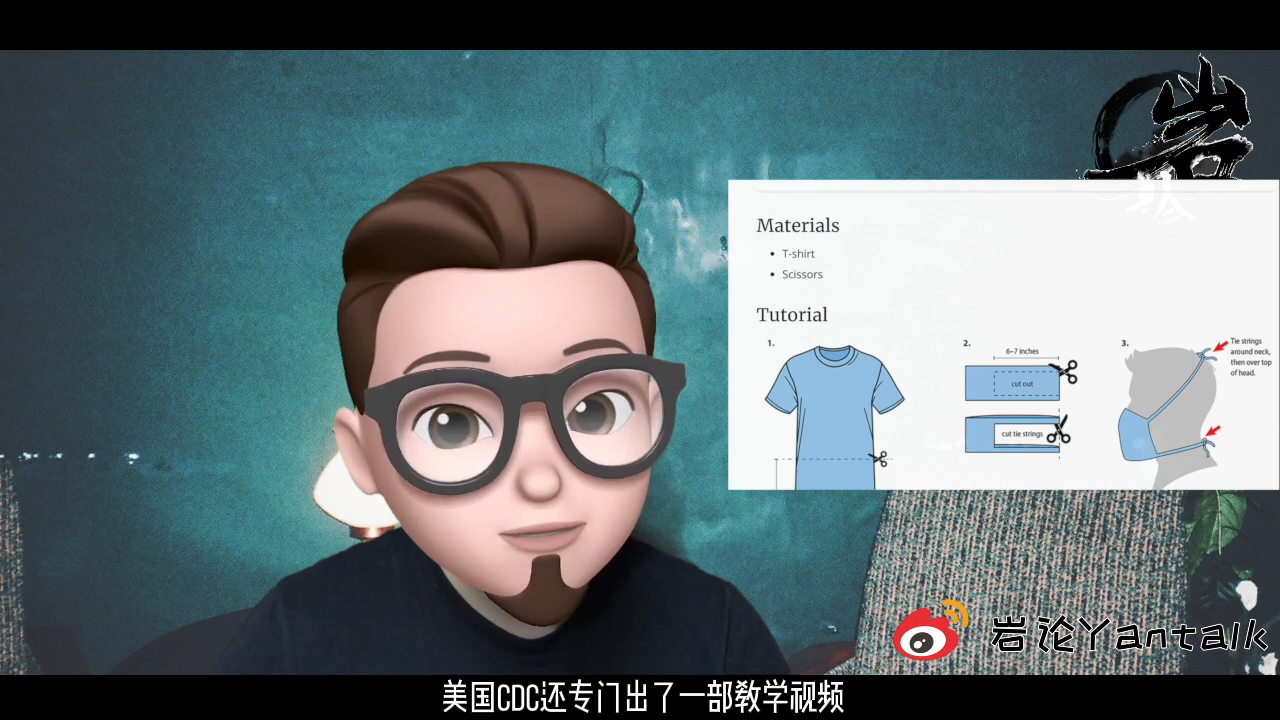 岩
论
Materials
• T-shirt
• Scissors
Tutorial
1.
2.
6–7 inches
cut out
cut tie strings
3.
Tie strings
around neck,
then over top
of head.
岩论Yantalk
美国CDC还专门出了一部教学视频